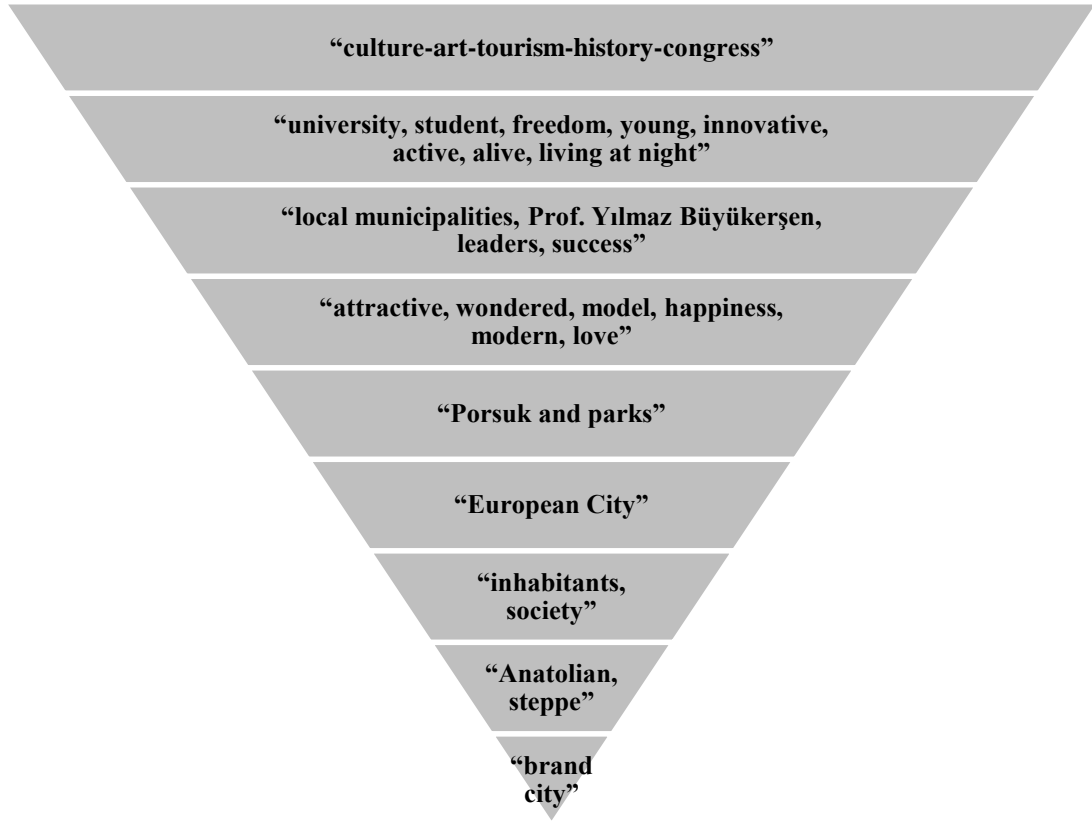 “culture-art-tourism-history-congress”
“university, student, freedom, young, innovative,
active, alive, living at night”
“local municipalities, Prof. Yılmaz Büyükerşen,
leaders, success”
“attractive, wondered, model, happiness,
modern, love”
“Porsuk and parks”
“European City”
“inhabitants,
society”
“Anatolian,
steppe”
“brand
city”